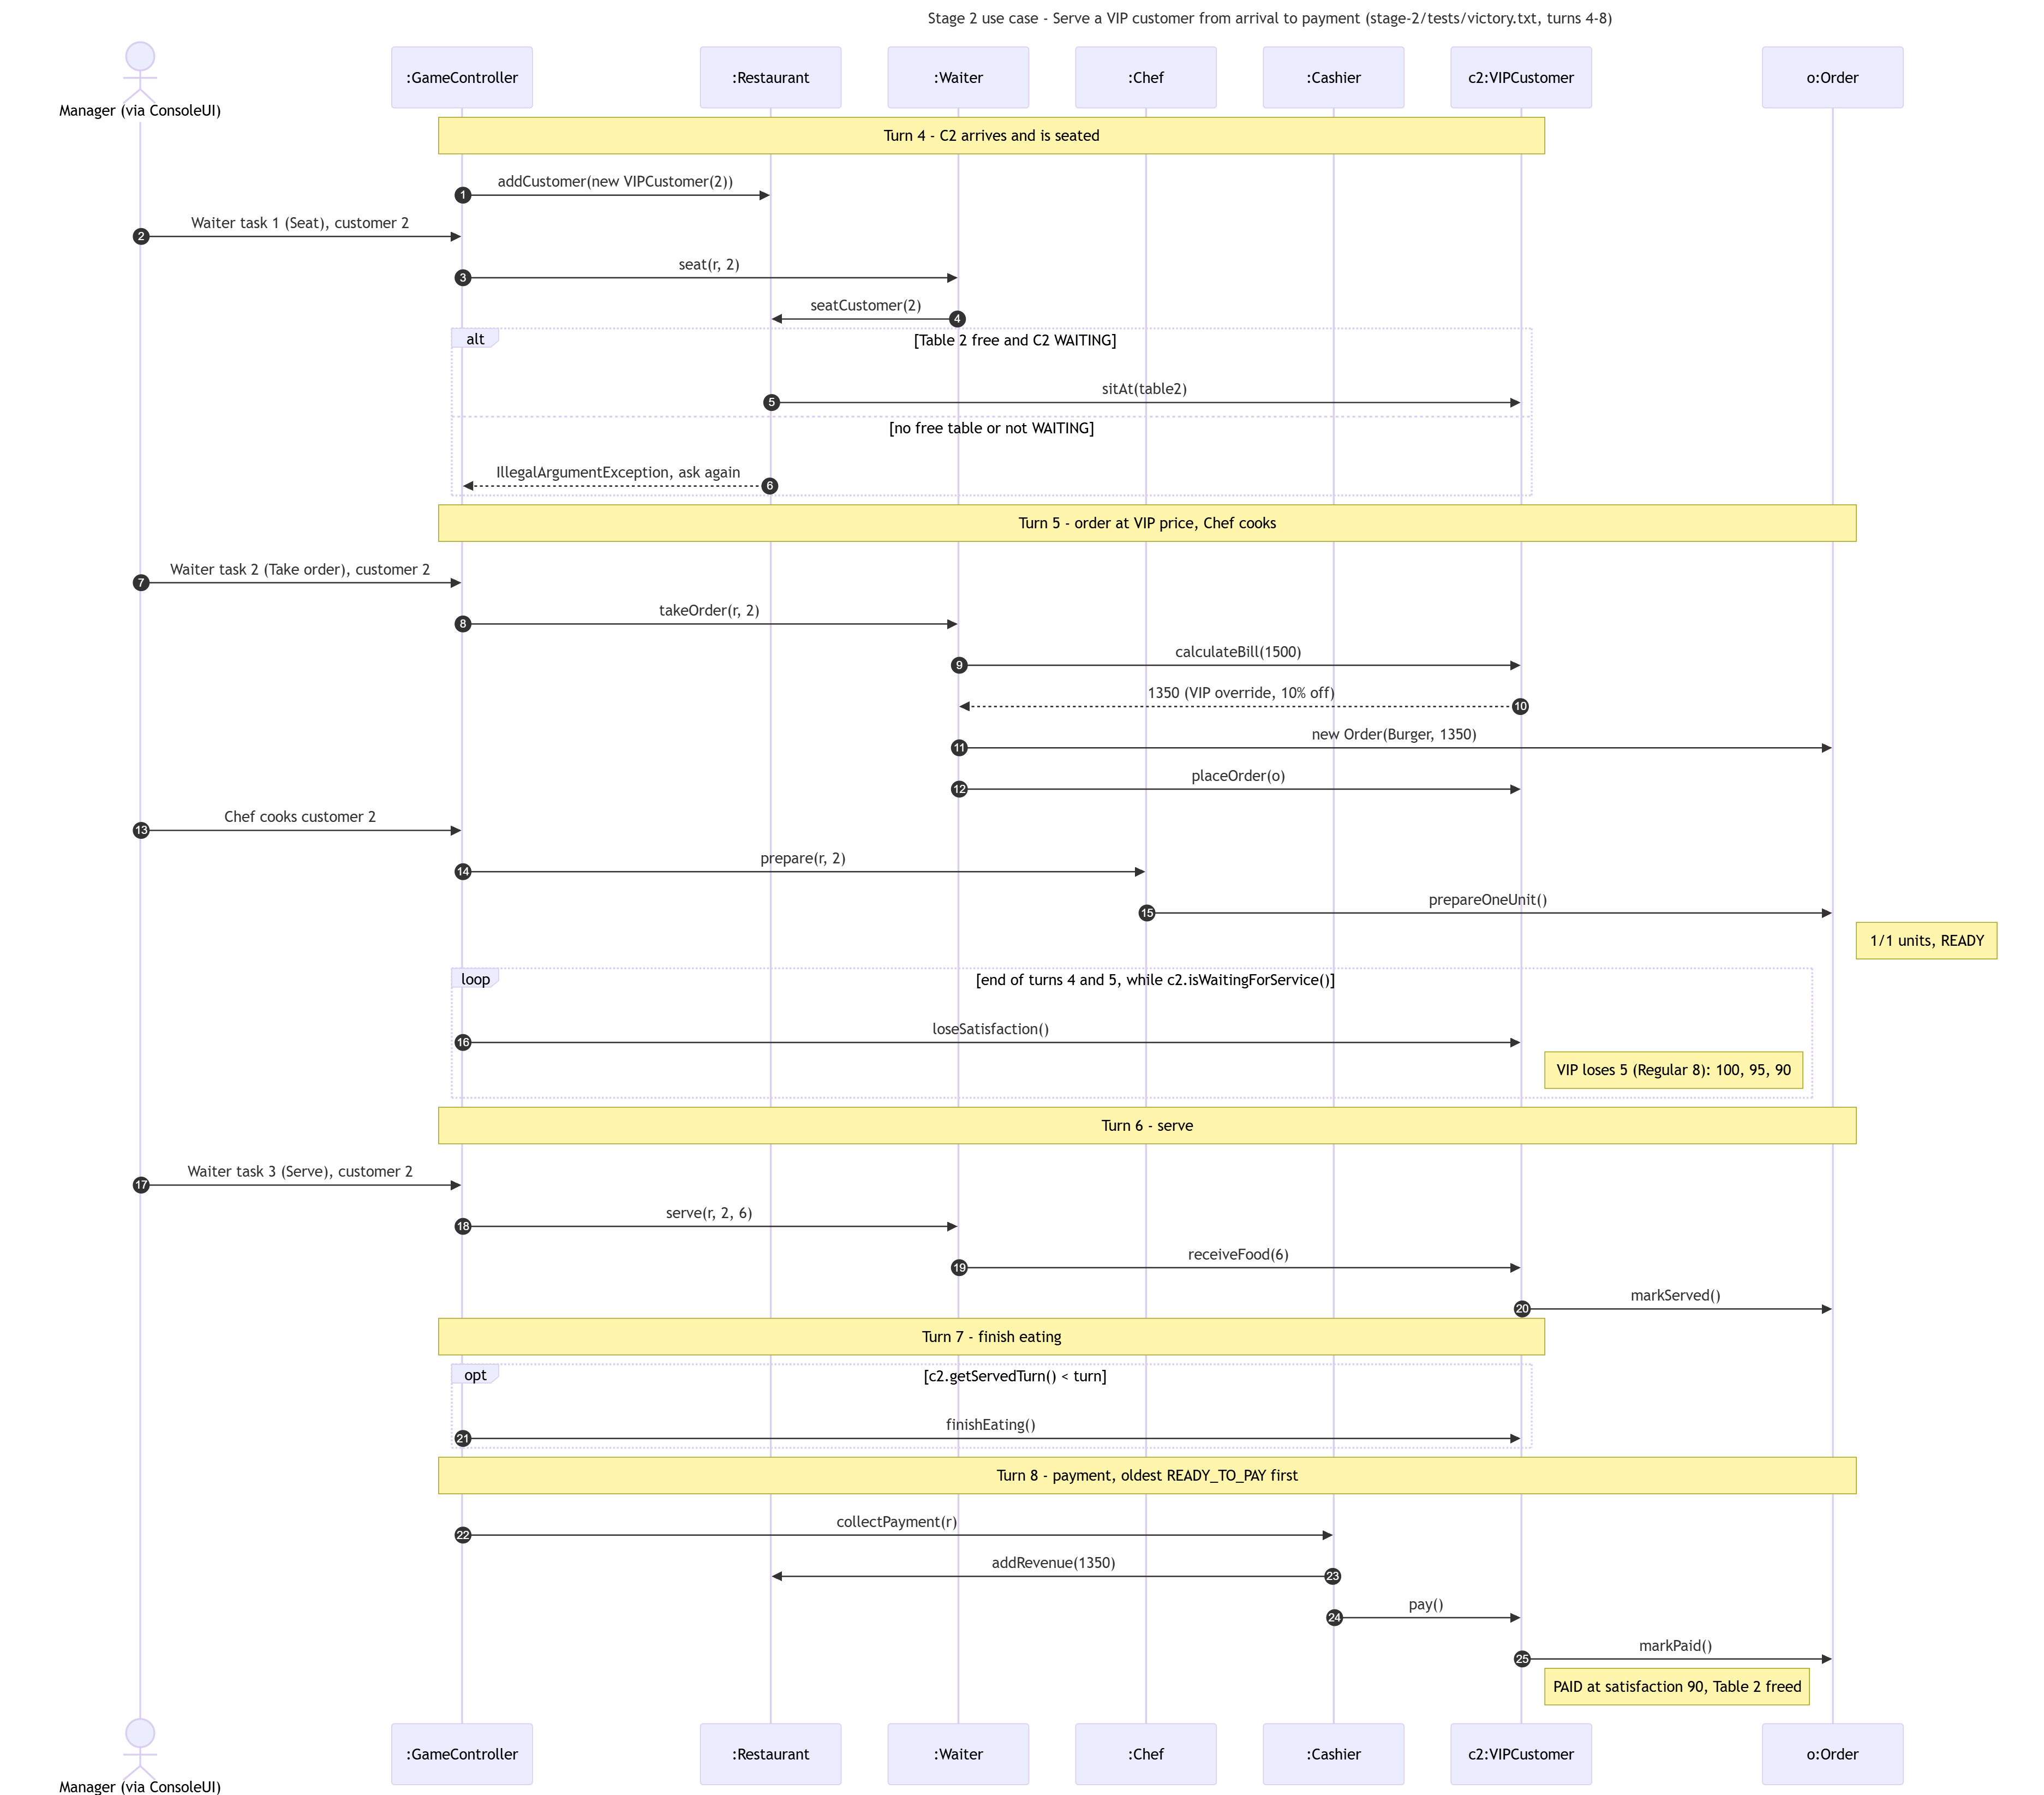 Stage 2 use case - Serve a VIP customer from arrival to payment (stage-2/tests/victory.txt, turns 4-8)
Manager (via ConsoleUI)
:GameController
:Restaurant
:Waiter
:Chef
:Cashier
c2:VIPCustomer
o:Order
Turn 4 - C2 arrives and is seated
1 addCustomer(new VIPCustomer(2))
2 Waiter task 1 (Seat), customer 2
3 seat(r, 2)
4 seatCustomer(2)
alt [Table 2 free and C2 WAITING]
5 sitAt(table2)
[no free table or not WAITING]
6 IllegalArgumentException, ask again
Turn 5 - order at VIP price, Chef cooks
7 Waiter task 2 (Take order), customer 2
8 takeOrder(r, 2)
9 calculateBill(1500)
10 1350 (VIP override, 10% off)
11 new Order(Burger, 1350)
12 placeOrder(o)
13 Chef cooks customer 2
14 prepare(r, 2)
15 prepareOneUnit()
1/1 units, READY
loop [end of turns 4 and 5, while c2.isWaitingForService()]
16 loseSatisfaction()
VIP loses 5 (Regular 8): 100, 95, 90
Turn 6 - serve
17 Waiter task 3 (Serve), customer 2
18 serve(r, 2, 6)
19 receiveFood(6)
20 markServed()
Turn 7 - finish eating
opt [c2.getServedTurn() < turn]
21 finishEating()
Turn 8 - payment, oldest READY_TO_PAY first
22 collectPayment(r)
23 addRevenue(1350)
24 pay()
25 markPaid()
PAID at satisfaction 90, Table 2 freed
Manager (via ConsoleUI)
:GameController
:Restaurant
:Waiter
:Chef
:Cashier
c2:VIPCustomer
o:Order